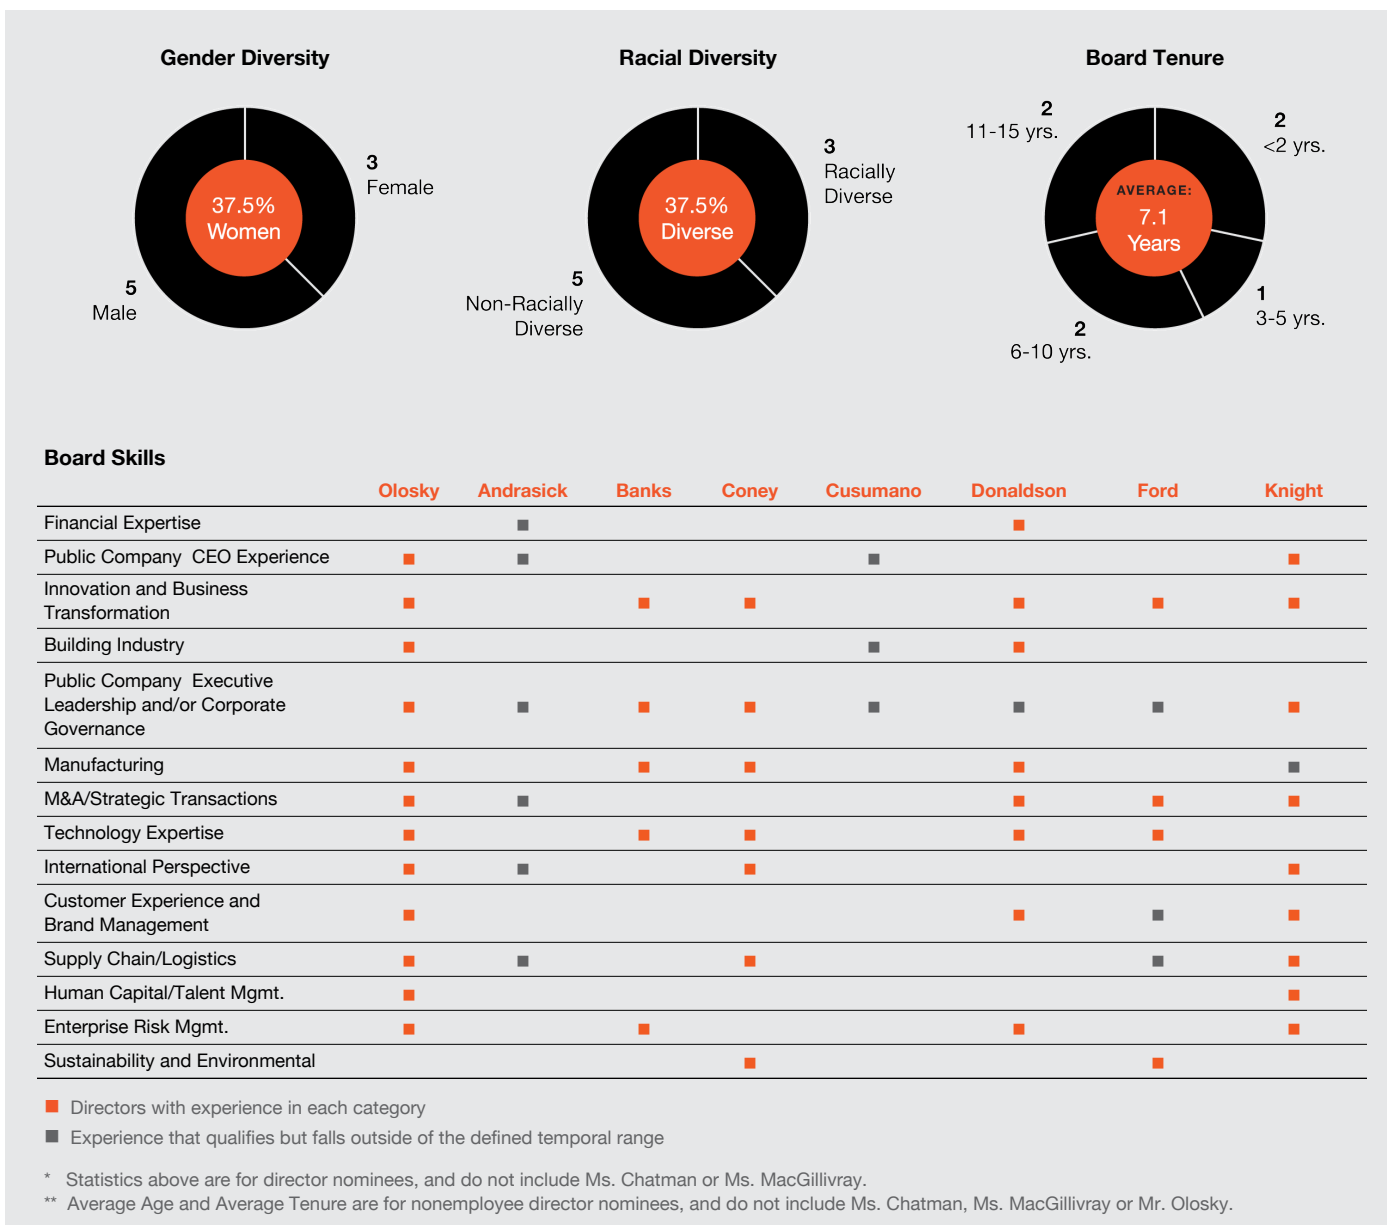 Gender Diversity
3
Female
37.5%
Women
5
Male
Racial Diversity
3
Racially
Diverse
37.5%
Diverse
5
Non-Racially
Diverse
Board Tenure
2
11-15 yrs.
2
<2 yrs.
AVERAGE:
7.1
Years
1
3-5 yrs.
2
6-10 yrs.
Board Skills
Olosky Andrasick Banks Coney Cusumano Donaldson Ford Knight
Financial Expertise
Public Company CEO Experience
Innovation and Business
Transformation
Building Industry
Public Company Executive
Leadership and/or Corporate
Governance
Manufacturing
M&A/Strategic Transactions
Technology Expertise
International Perspective
Customer Experience and
Brand Management
Supply Chain/Logistics
Human Capital/Talent Mgmt.
Enterprise Risk Mgmt.
Sustainability and Environmental
Directors with experience in each category
Experience that qualifies but falls outside of the defined temporal range
* Statistics above are for director nominees, and do not include Ms. Chatman or Ms. MacGillivray.
** Average Age and Average Tenure are for nonemployee director nominees, and do not include Ms. Chatman, Ms. MacGillivray or Mr. Olosky.